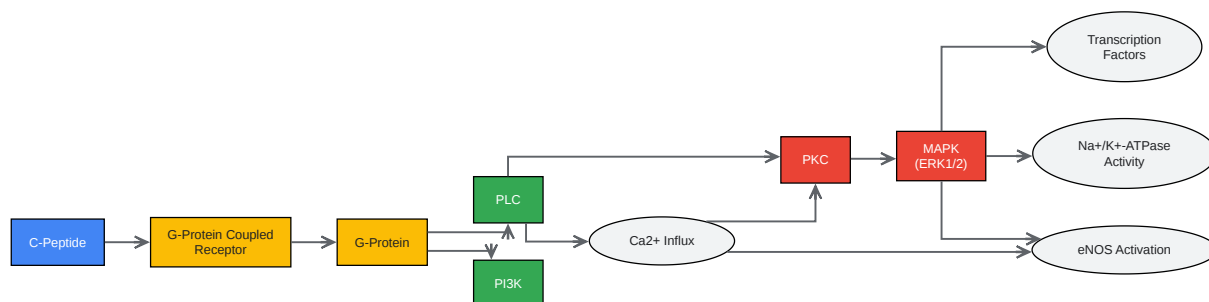 Transcription
Factors
PKC
MAPK
(ERK1/2)
Na+/K+-ATPase
Activity
PLC
C-Peptide
G-Protein Coupled
Receptor
G-Protein
Ca2+ Influx
eNOS Activation
PI3K